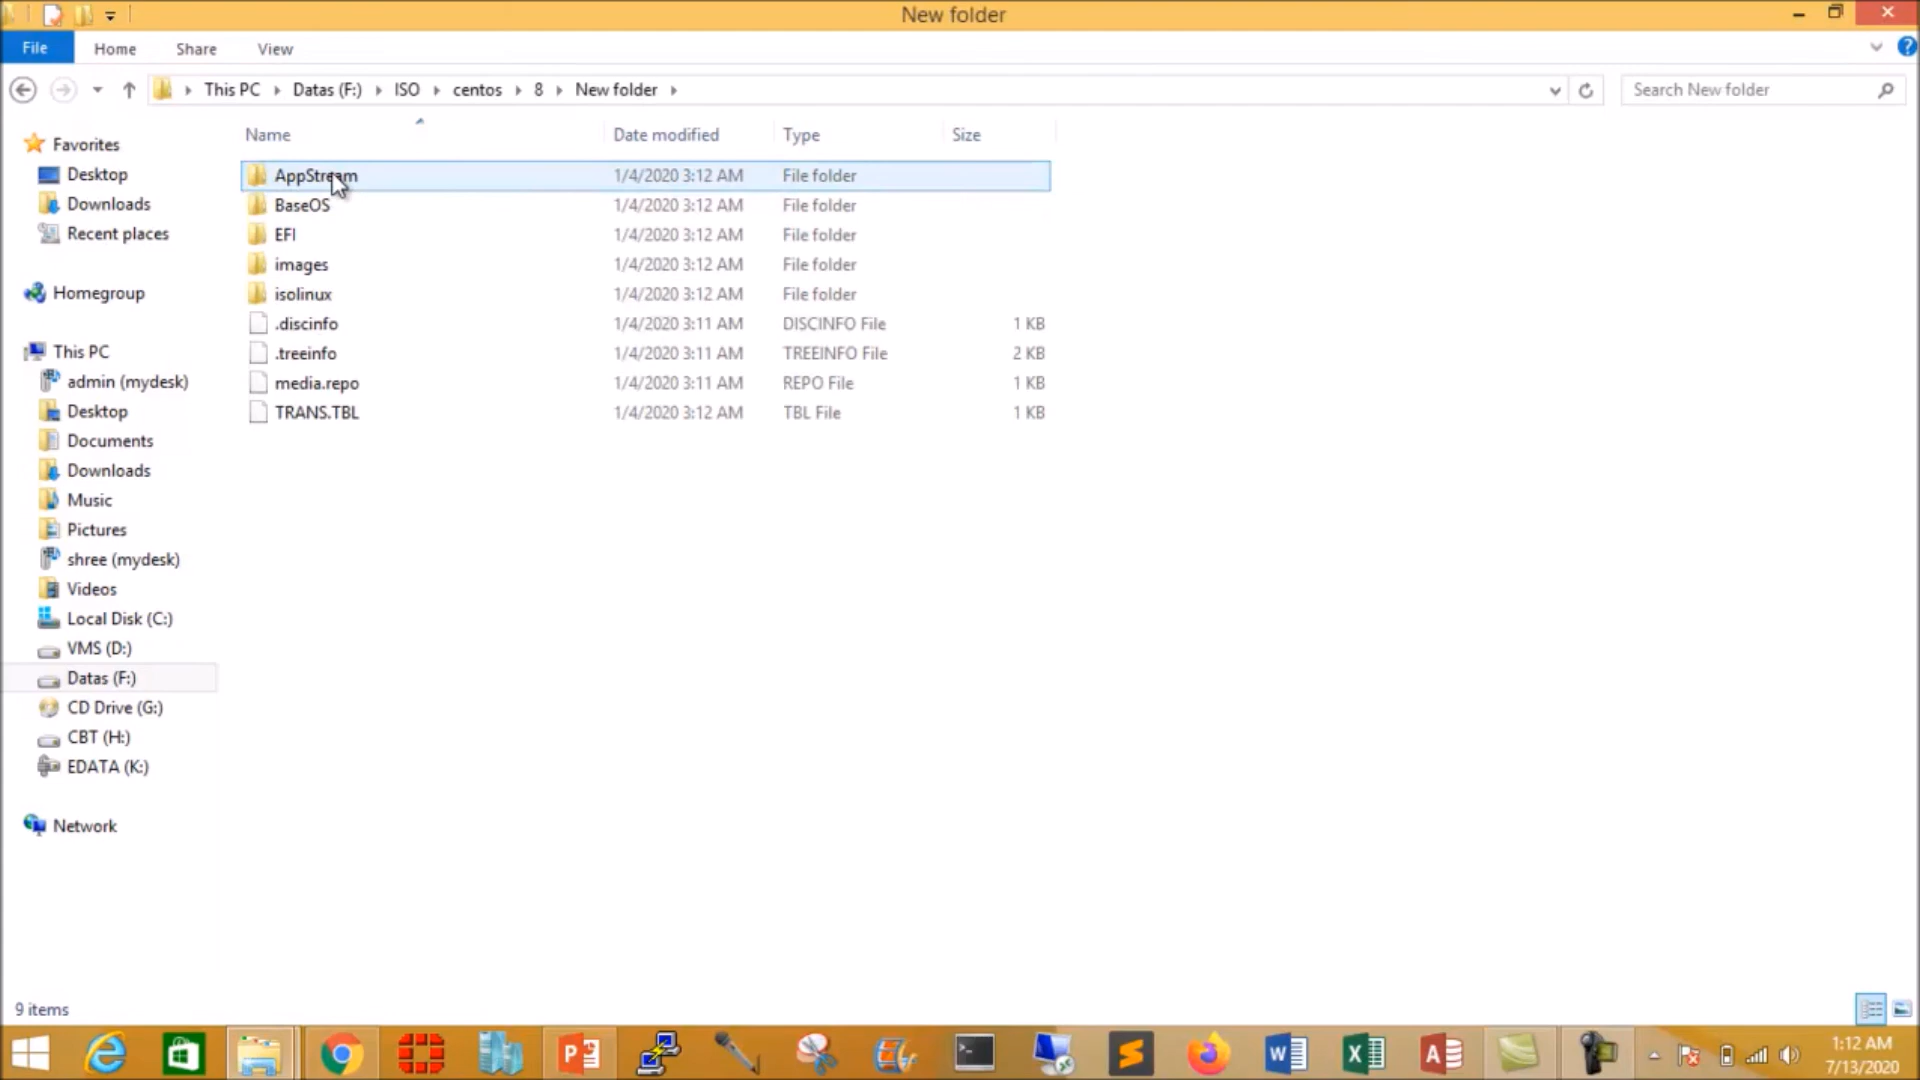 New folder
File Home Share View
This PC Datas (F:) ISO centos 8 New folder Search New folder
Name Date modified Type Size
Favorites
Desktop
Downloads
Recent places
Homegroup
This PC
admin (mydesk)
Desktop
Documents
Downloads
Music
Pictures
shree (mydesk)
Videos
Local Disk (C:)
VMS (D:)
Datas (F:)
CD Drive (G:)
CBT (H:)
EDATA (K:)
Network
AppStream 1/4/2020 3:12 AM File folder
BaseOS 1/4/2020 3:12 AM File folder
EFI 1/4/2020 3:12 AM File folder
images 1/4/2020 3:12 AM File folder
isolinux 1/4/2020 3:12 AM File folder
.discinfo 1/4/2020 3:11 AM DISCINFO File 1 KB
.treeinfo 1/4/2020 3:11 AM TREEINFO File 2 KB
media.repo 1/4/2020 3:11 AM REPO File 1 KB
TRANS.TBL 1/4/2020 3:12 AM TBL File 1 KB
9 items
1:12 AM
7/13/2020